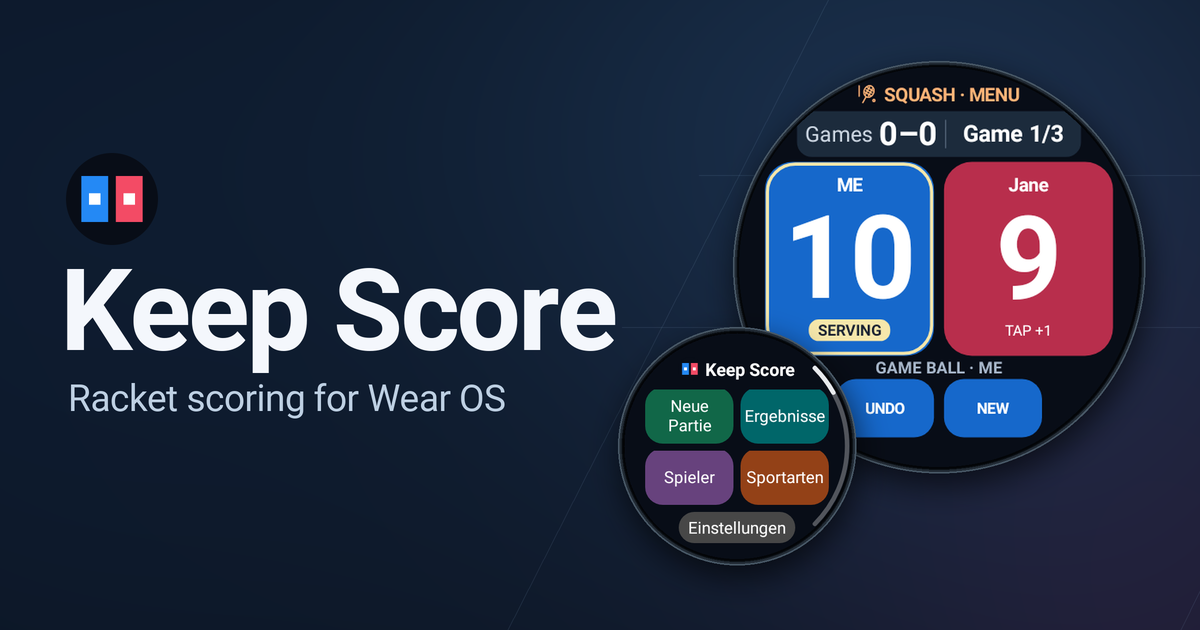 Keep Score
Racket scoring for Wear OS
SQUASH · MENU
Games 0–0 Game 1/3
ME
10
SERVING
Jane
9
TAP +1
GAME BALL · ME
UNDO
NEW
Keep Score
Neue
Partie
Ergebnisse
Spieler
Sportarten
Einstellungen